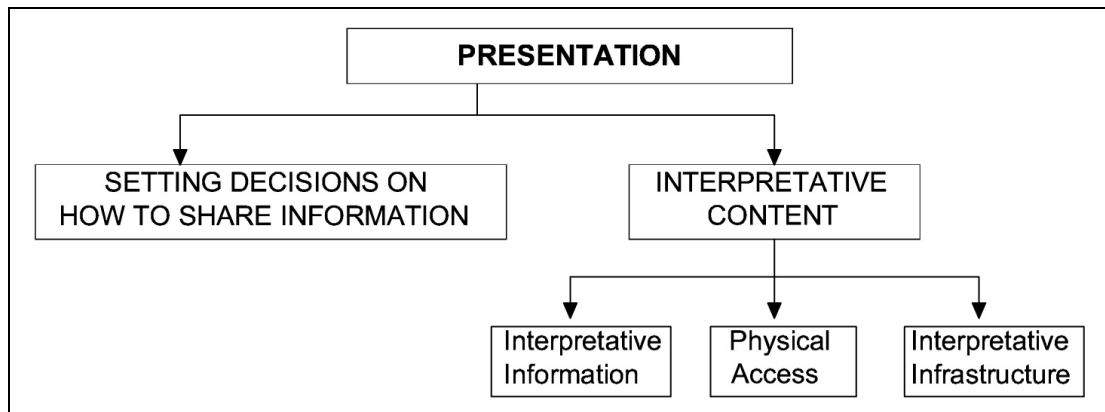 PRESENTATION
SETTING DECISIONS ON
HOW TO SHARE INFORMATION
INTERPRETATIVE
CONTENT
Interpretative
Information
Physical
Access
Interpretative
Infrastructure